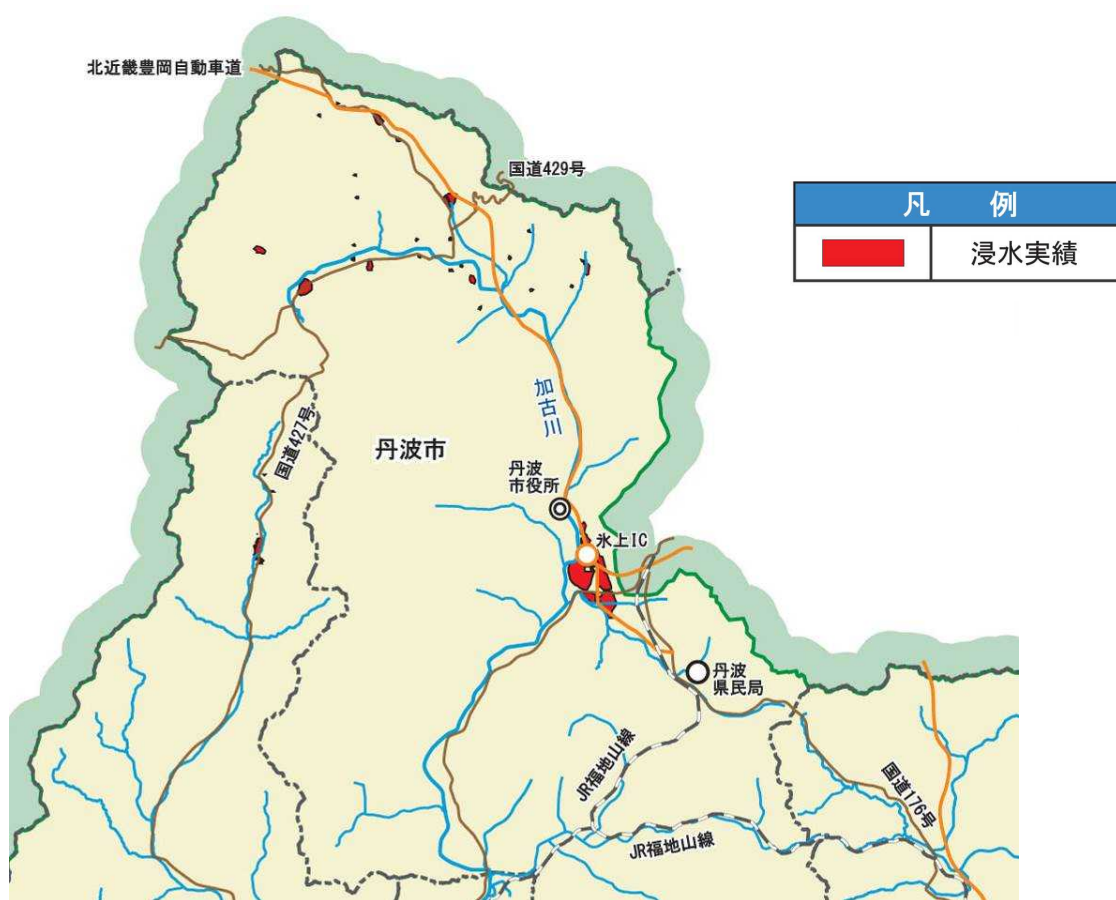 北近畿豊岡自動車道
国道429号
凡 例
浸水実績
加古川
国道427号
丹波市
丹波
市役所
氷上IC
丹波
県民局
JR福地山線
国道176号
JR福地山線